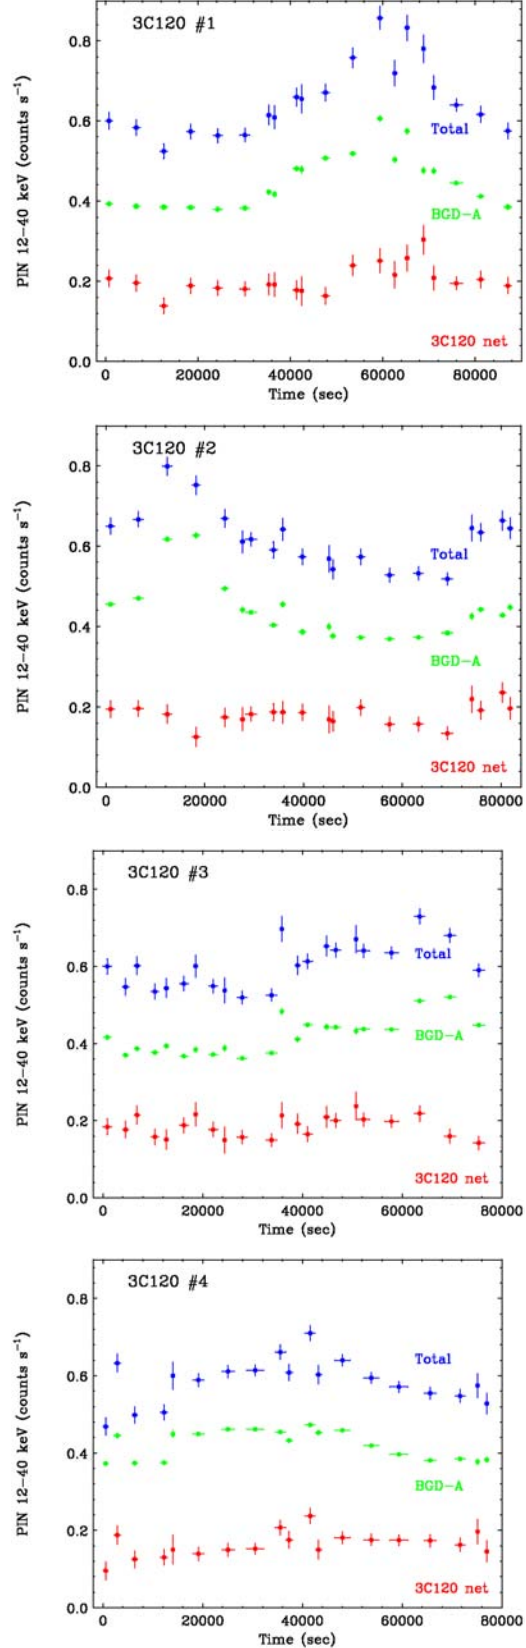 3C120 #1
PIN 12−40 keV (counts s⁻¹)
0.8
0.6
0.4
0.2
0.0
Total
BGD−A
3C120 net
0 20000 40000 60000 80000
Time (sec)
3C120 #2
PIN 12−40 keV (counts s⁻¹)
0.8
0.6
0.4
0.2
0.0
Total
BGD−A
3C120 net
0 20000 40000 60000 80000
Time (sec)
3C120 #3
PIN 12−40 keV (counts s⁻¹)
0.8
0.6
0.4
0.2
0.0
Total
BGD−A
3C120 net
0 20000 40000 60000 80000
Time (sec)
3C120 #4
PIN 12−40 keV (counts s⁻¹)
0.8
0.6
0.4
0.2
0.0
Total
BGD−A
3C120 net
0 20000 40000 60000 80000
Time (sec)